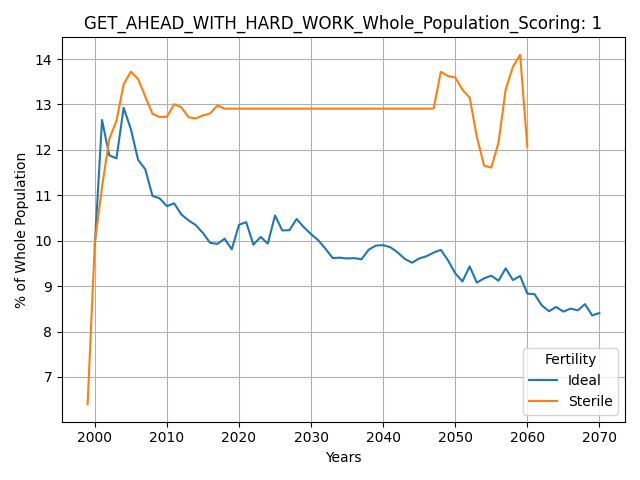 GET_AHEAD_WITH_HARD_WORK_Whole_Population_Scoring: 1
% of Whole Population
14
13
12
11
10
9
8
7
2000 2010 2020 2030 2040 2050 2060 2070
Years
Fertility
Ideal
Sterile